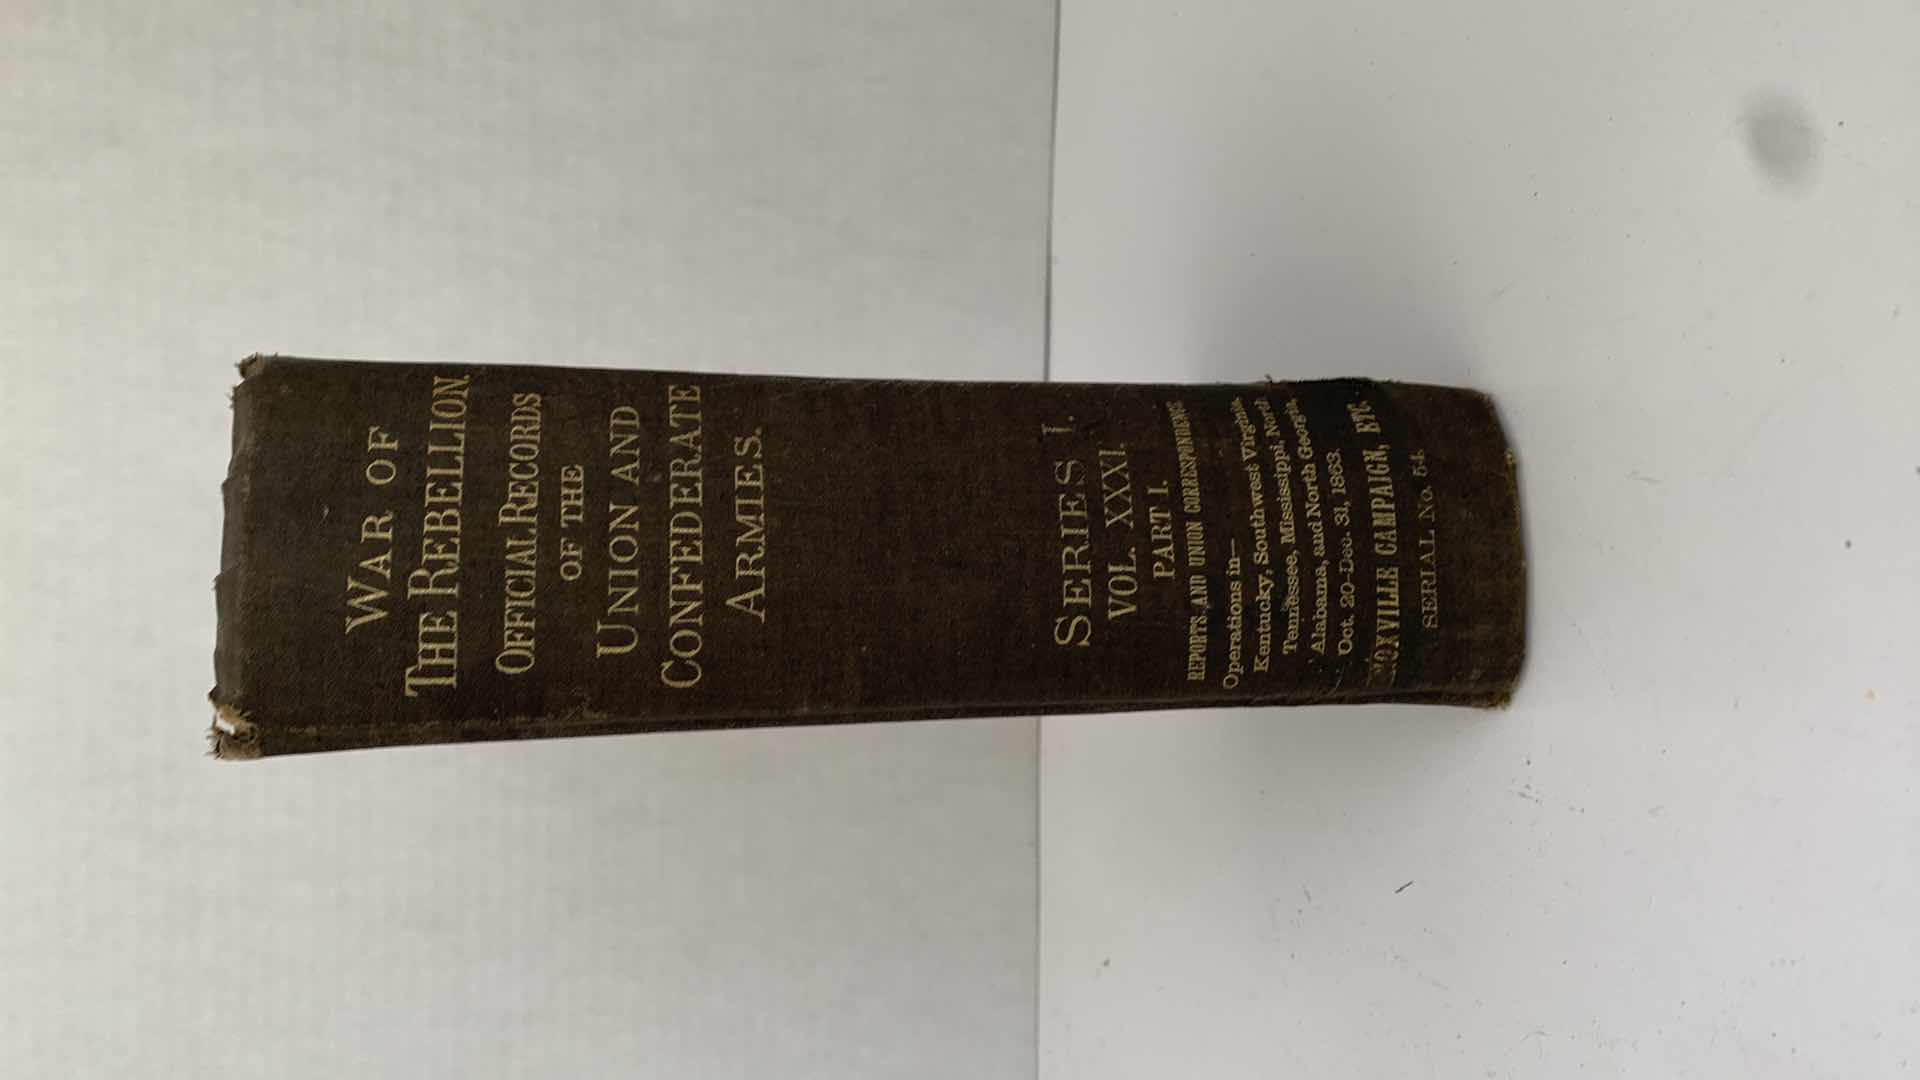 WAR OF
THE REBELLION.
OFFICIAL RECORDS
OF THE
UNION AND
CONFEDERATE
ARMIES.
SERIES I.
VOL. XXXI.
PART I.
REPORTS, AND UNION CORRESPONDENCE
Operations in—
Kentucky, Southwest Virginia,
Tennessee, Mississippi, North
Alabama, and North Georgia,
Oct. 20-Dec. 31, 1863.
KNOXVILLE CAMPAIGN, ETC.
SERIAL No. 54